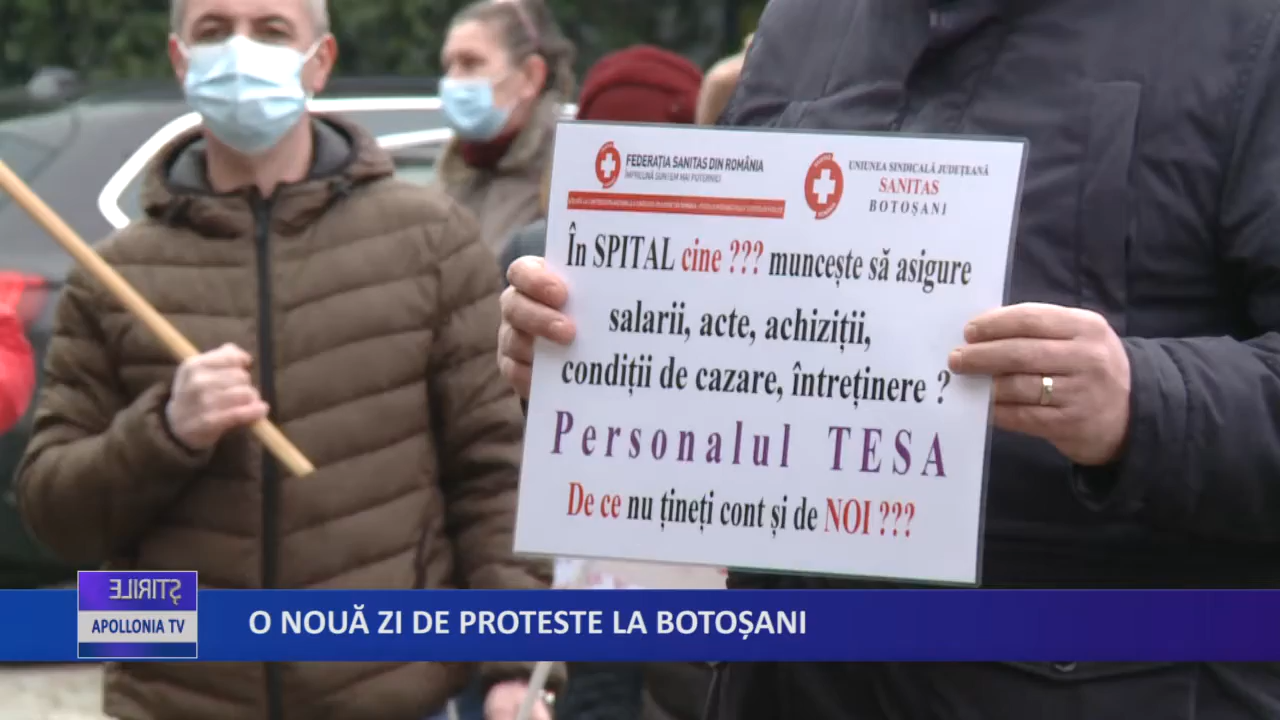 FEDERAȚIA SANITAS DIN ROMÂNIA
ÎMPREUNĂ SUNTEM MAI PUTERNICI
UNIUNEA SINDICALĂ JUDEȚEANĂ
SANITAS
BOTOȘANI
În SPITAL cine ??? muncește să asigure
salarii, acte, achiziții,
condiții de cazare, întreținere ?
Personalul TESA
De ce nu țineți cont și de NOI ???
ȘTIRILE
APOLLONIA TV
O NOUĂ ZI DE PROTESTE LA BOTOȘANI